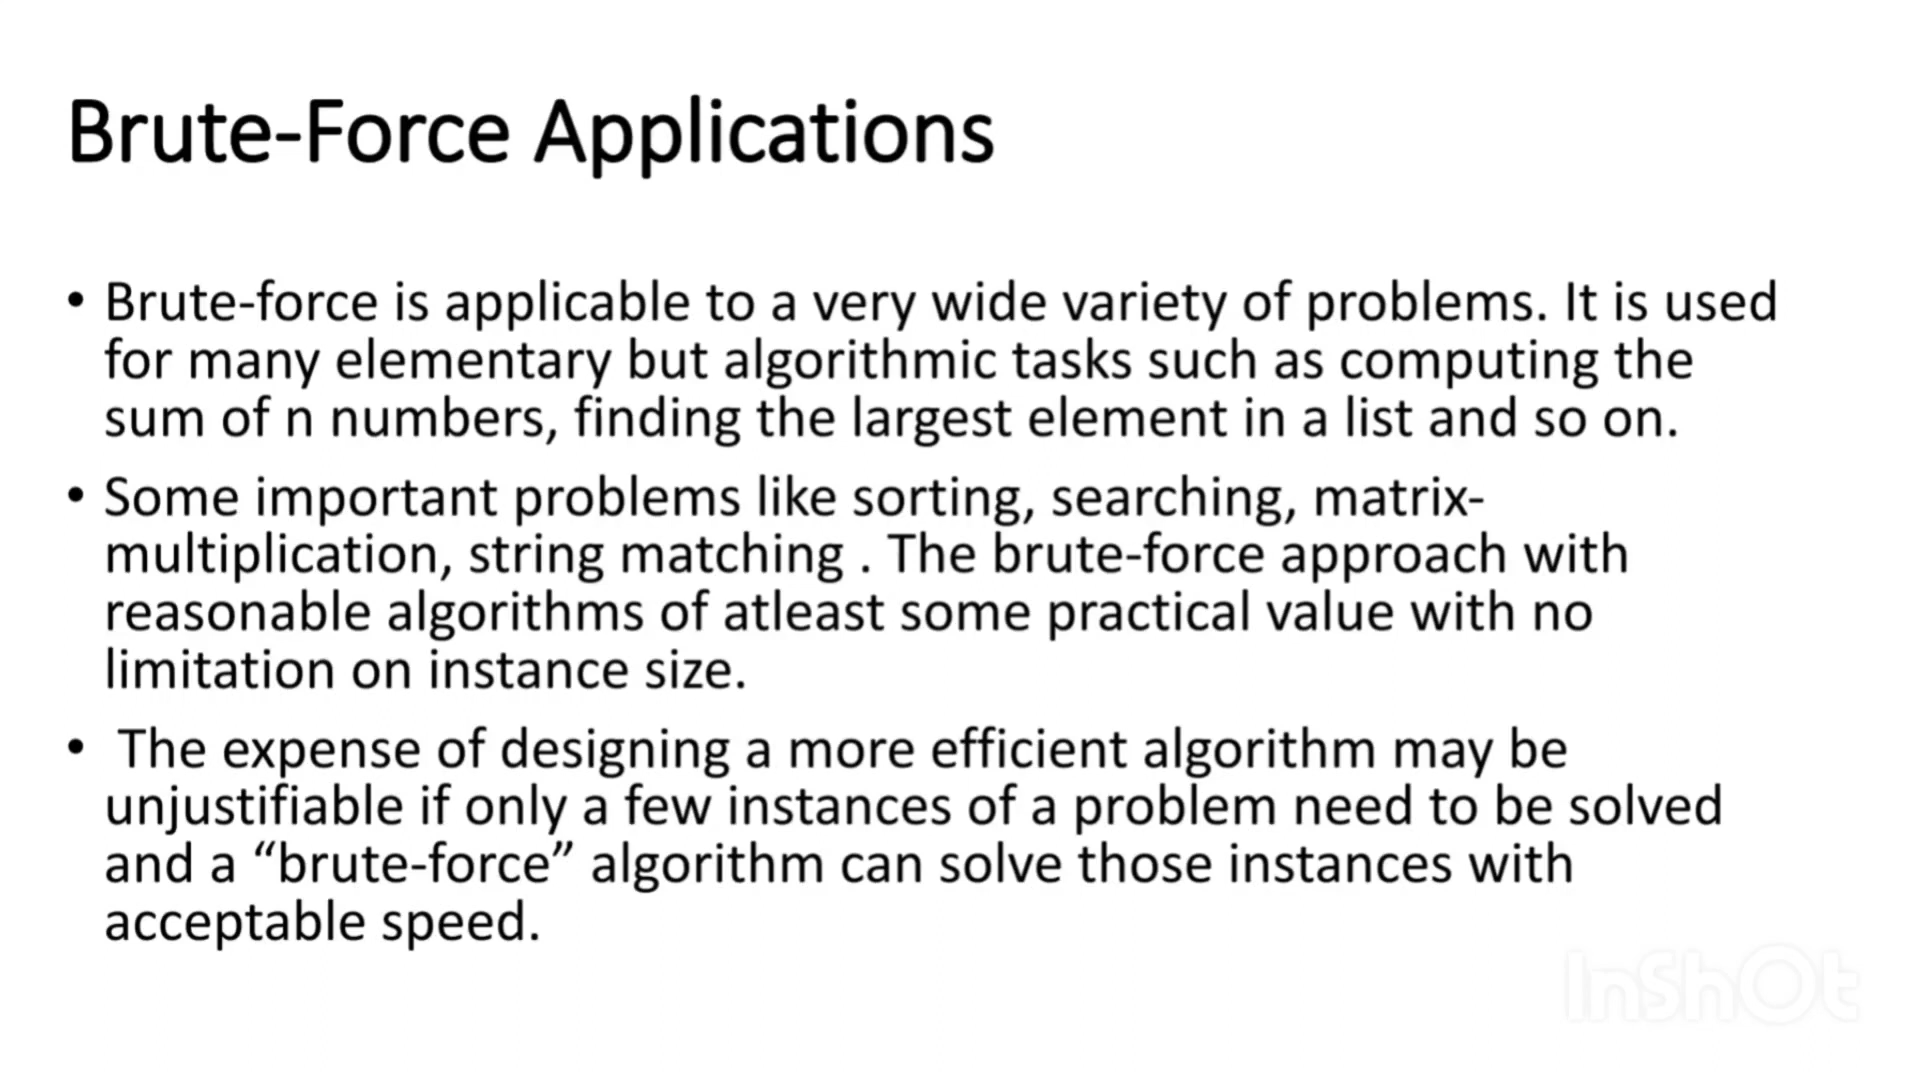 Brute-Force Applications
• Brute-force is applicable to a very wide variety of problems. It is used
for many elementary but algorithmic tasks such as computing the
sum of n numbers, finding the largest element in a list and so on.
• Some important problems like sorting, searching, matrix-
multiplication, string matching . The brute-force approach with
reasonable algorithms of atleast some practical value with no
limitation on instance size.
• The expense of designing a more efficient algorithm may be
unjustifiable if only a few instances of a problem need to be solved
and a “brute-force” algorithm can solve those instances with
acceptable speed.
InShOt